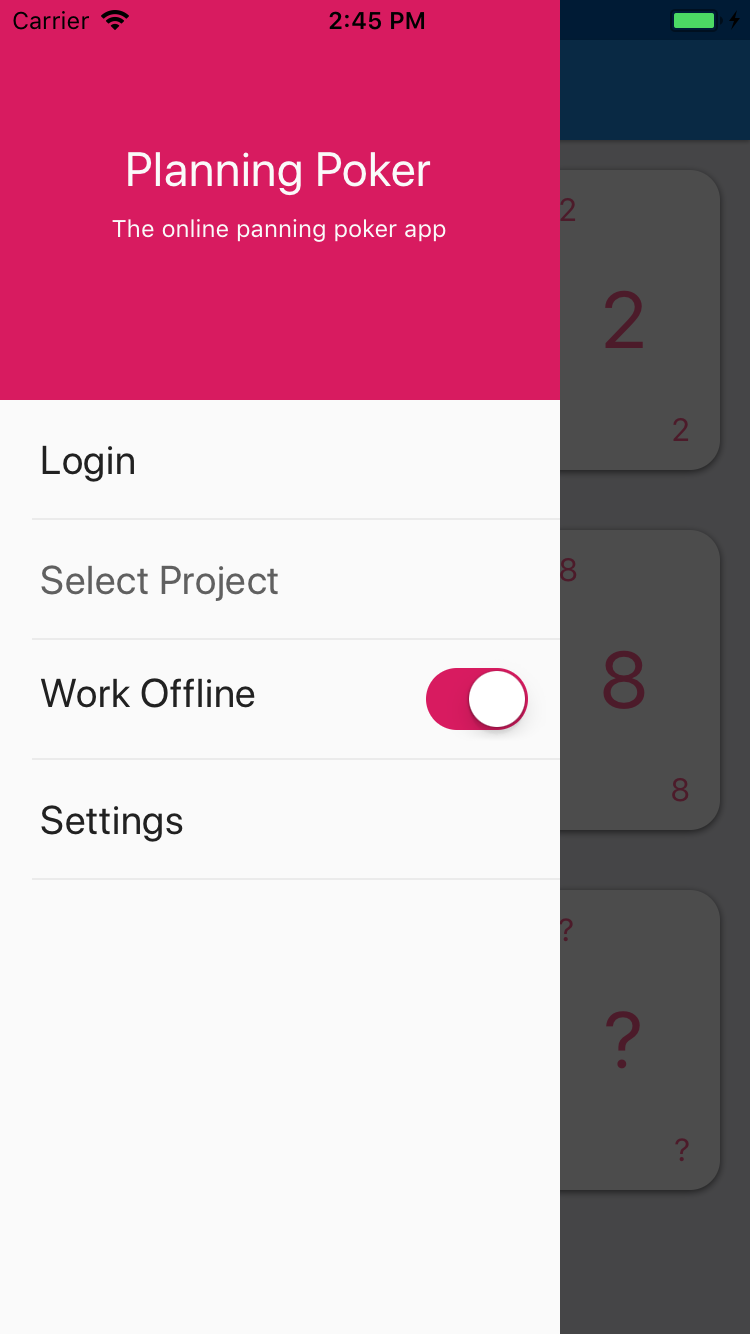 Carrier 2:45 PM
Planning Poker
The online panning poker app
2
2
2
Login
Select Project
8
Work Offline
8
8
Settings
?
?
?